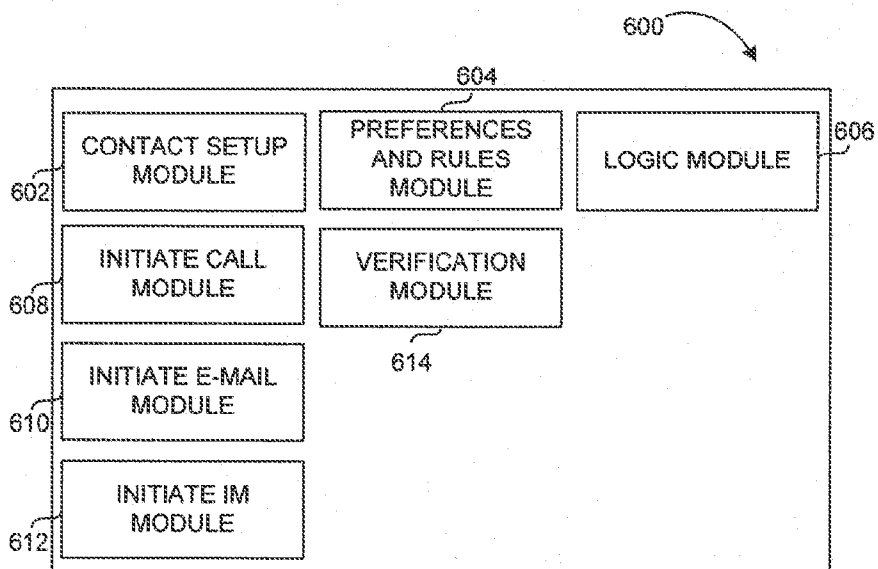 600
604
CONTACT SETUP
MODULE
602
PREFERENCES
AND RULES
MODULE
LOGIC MODULE
606
INITIATE CALL
MODULE
608
VERIFICATION
MODULE
614
INITIATE E-MAIL
MODULE
610
INITIATE IM
MODULE
612